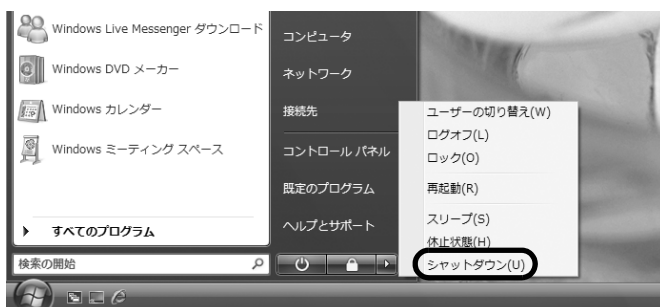 Windows Live Messenger ダウンロード
Windows DVD メーカー
Windows カレンダー
Windows ミーティング スペース
すべてのプログラム
検索の開始
コンピュータ
ネットワーク
接続先
コントロール パネル
既定のプログラム
ヘルプとサポート
ユーザーの切り替え(W)
ログオフ(L)
ロック(O)
再起動(R)
スリープ(S)
休止状態(H)
シャットダウン(U)